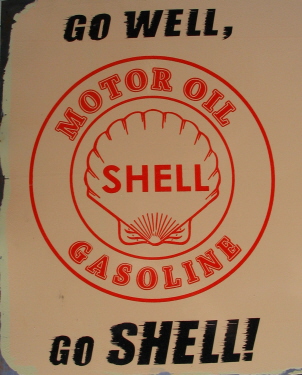 GO WELL,
MOTOR OIL
SHELL
GASOLINE
GO SHELL!